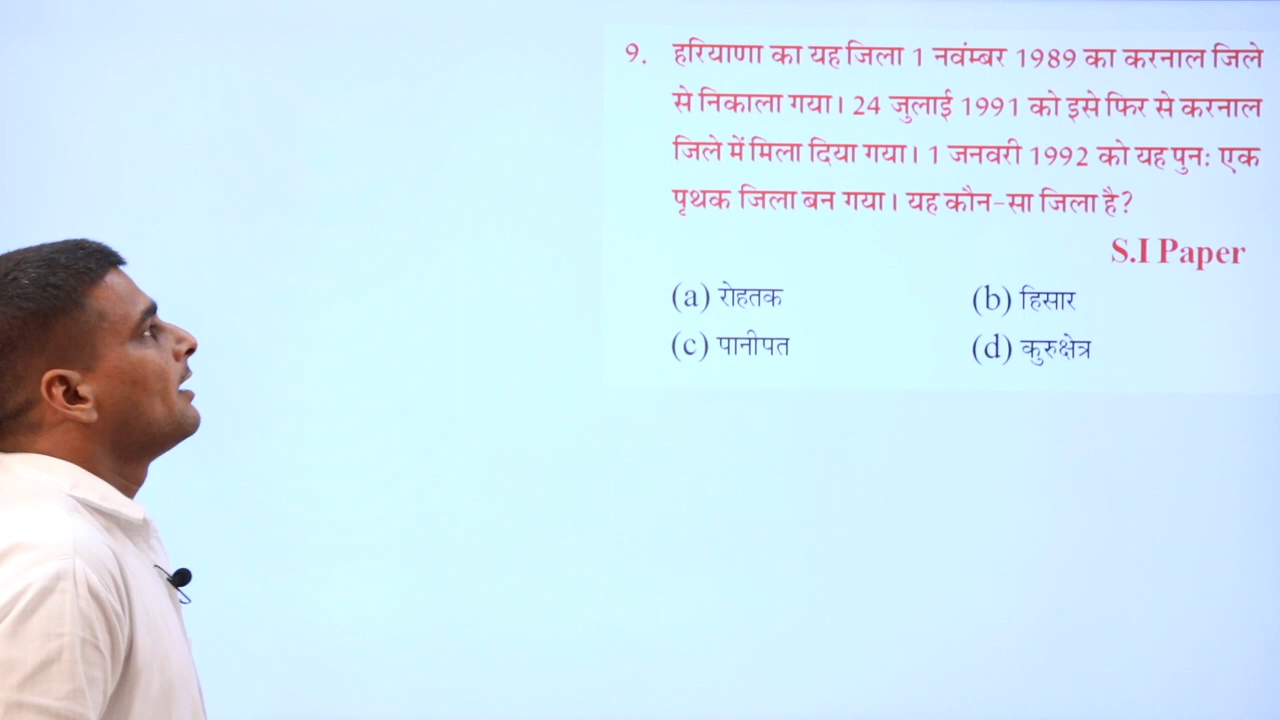 9. हरियाणा का यह जिला 1 नवंम्बर 1989 का करनाल जिले
से निकाला गया। 24 जुलाई 1991 को इसे फिर से करनाल
जिले में मिला दिया गया। 1 जनवरी 1992 को यह पुनः एक
पृथक जिला बन गया। यह कौन-सा जिला है?
S.I Paper
(a) रोहतक (b) हिसार
(c) पानीपत (d) कुरुक्षेत्र